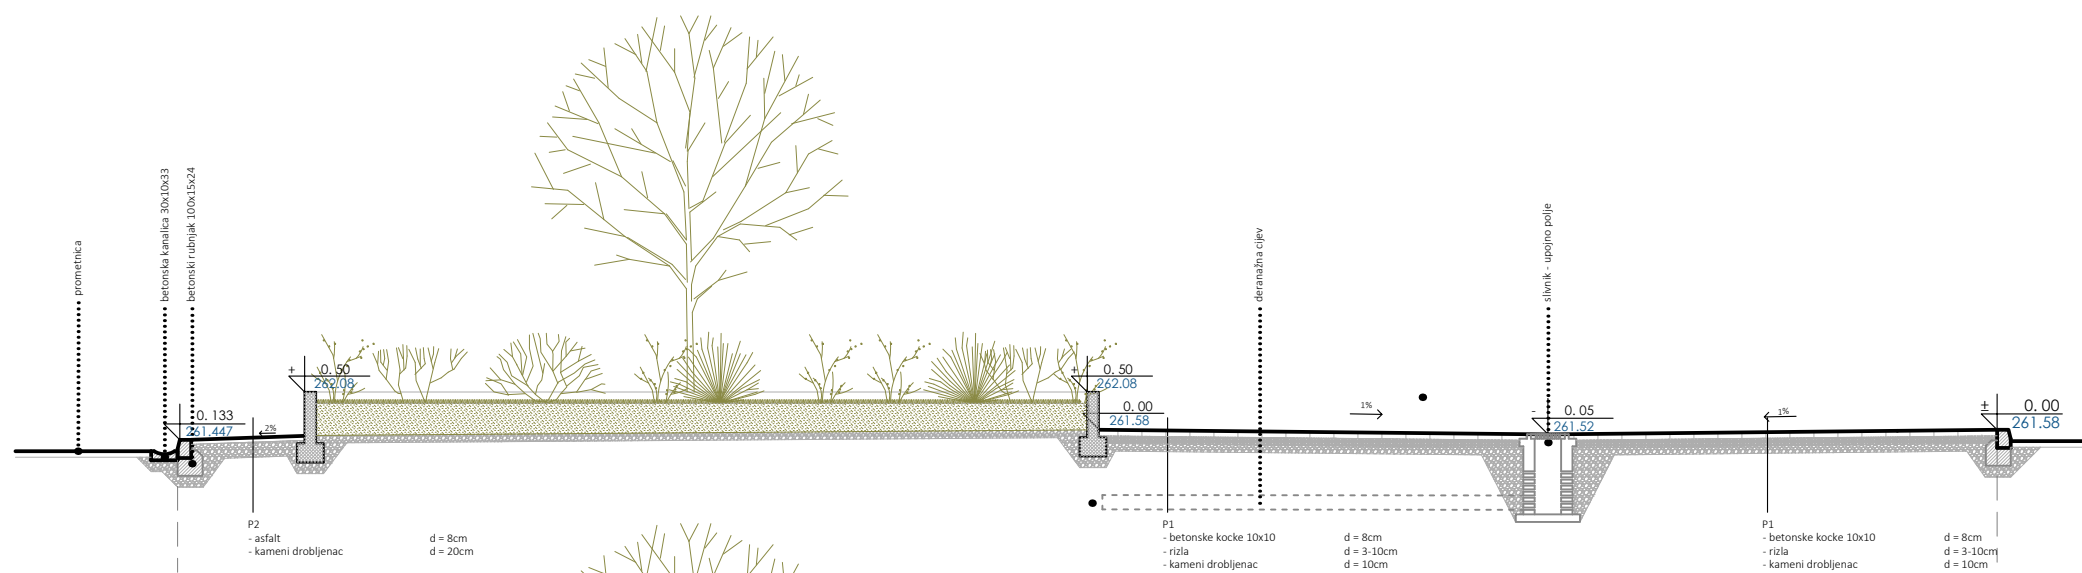 prometnica
betonska kanalica 30x10x33
betonski rubnjak 100x15x24
deranažna cijev
slivnik - upojno polje
+ 0. 50
262.08
+ 0. 50
262.08
0. 133
261.447
2%
0. 00
261.58
1%
- 0. 05
261.52
1%
± 0. 00
261.58
P2
- asfalt d = 8cm
- kameni drobljenac d = 20cm
P1
- betonske kocke 10x10 d = 8cm
- rizla d = 3-10cm
- kameni drobljenac d = 10cm
P1
- betonske kocke 10x10 d = 8cm
- rizla d = 3-10cm
- kameni drobljenac d = 10cm